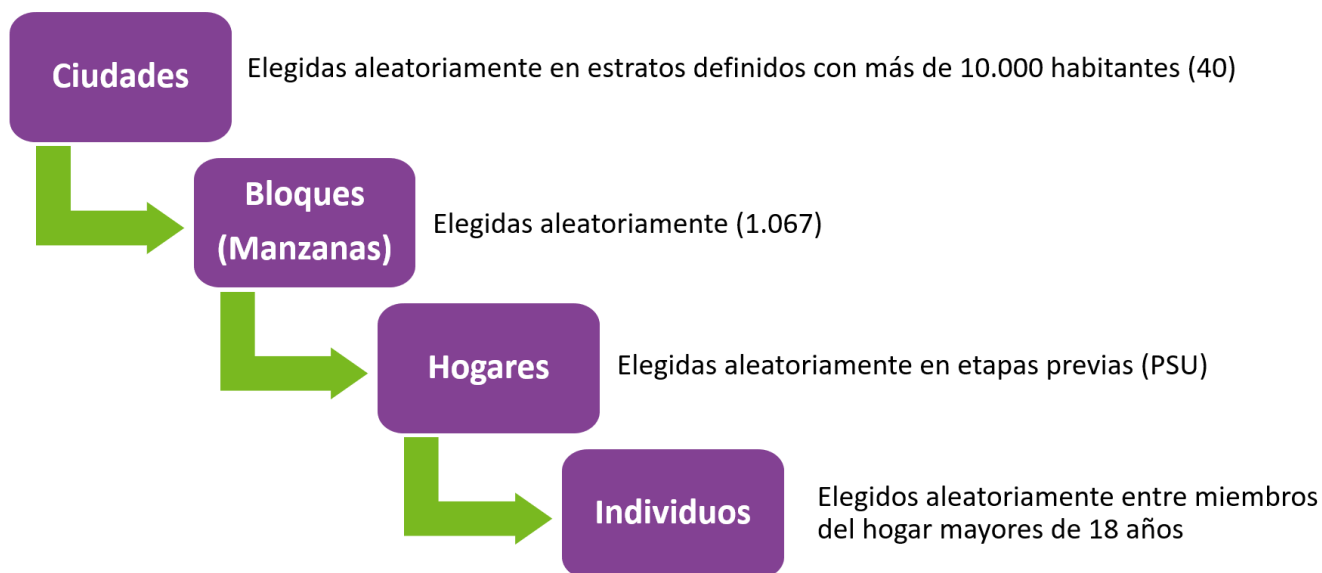 Ciudades
Elegidas aleatoriamente en estratos definidos con más de 10.000 habitantes (40)
Bloques
(Manzanas)
Elegidas aleatoriamente (1.067)
Hogares
Elegidas aleatoriamente en etapas previas (PSU)
Individuos
Elegidos aleatoriamente entre miembros
del hogar mayores de 18 años